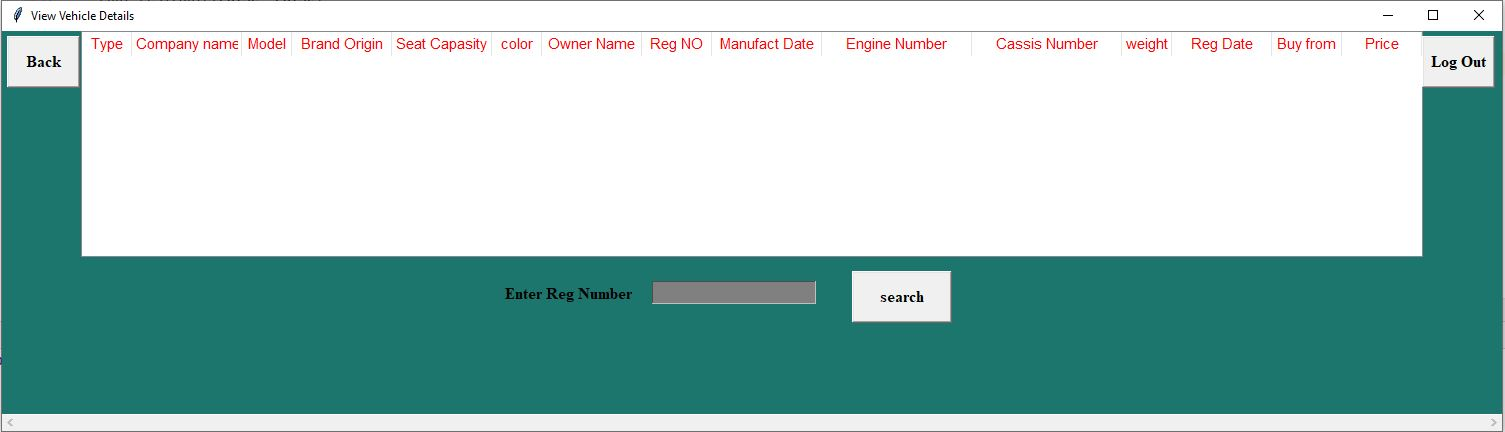 View Vehicle Details
Back
Type Company name Model Brand Origin Seat Capasity color Owner Name Reg NO Manufact Date Engine Number Cassis Number weight Reg Date Buy from Price
Log Out
Enter Reg Number
search